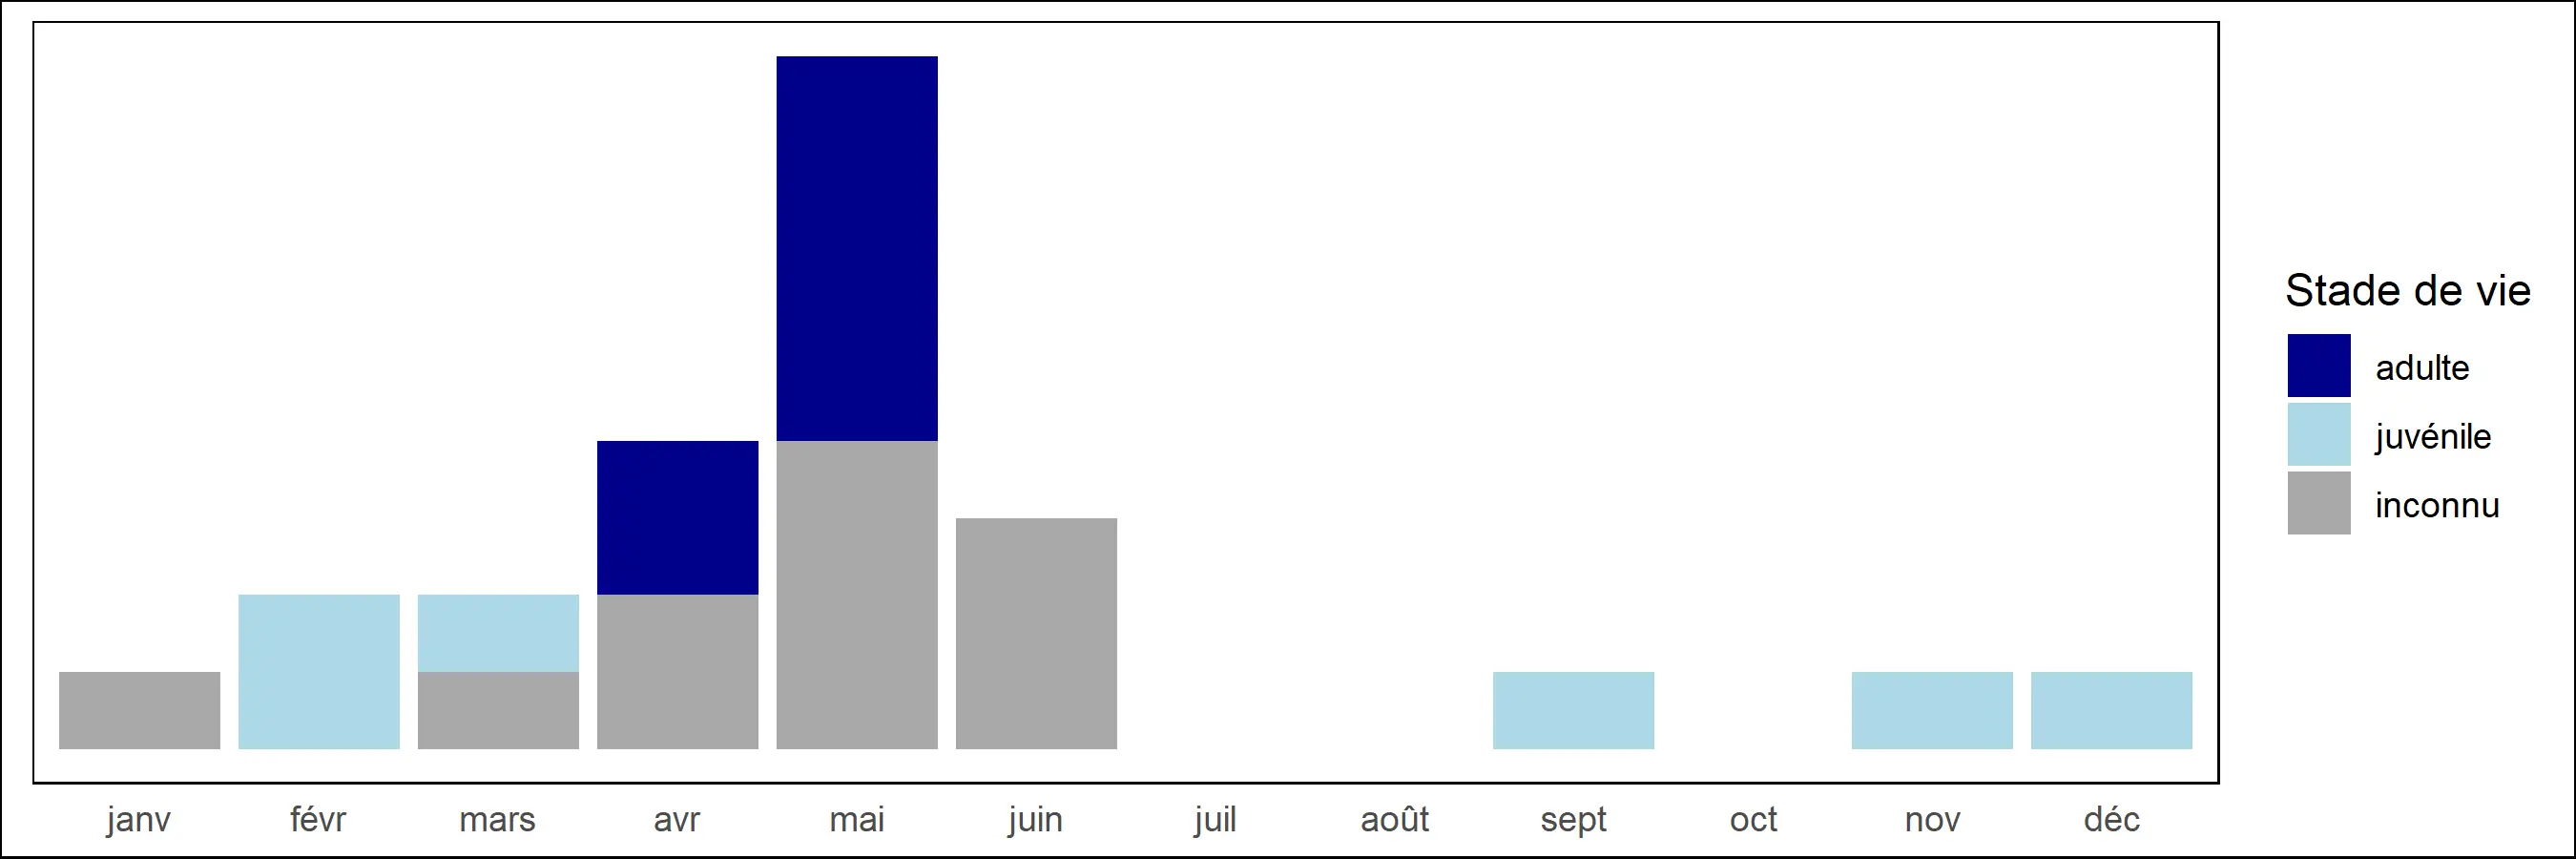 Stade de vie
adulte
juvénile
inconnu
janv févr mars avr mai juin juil août sept oct nov déc